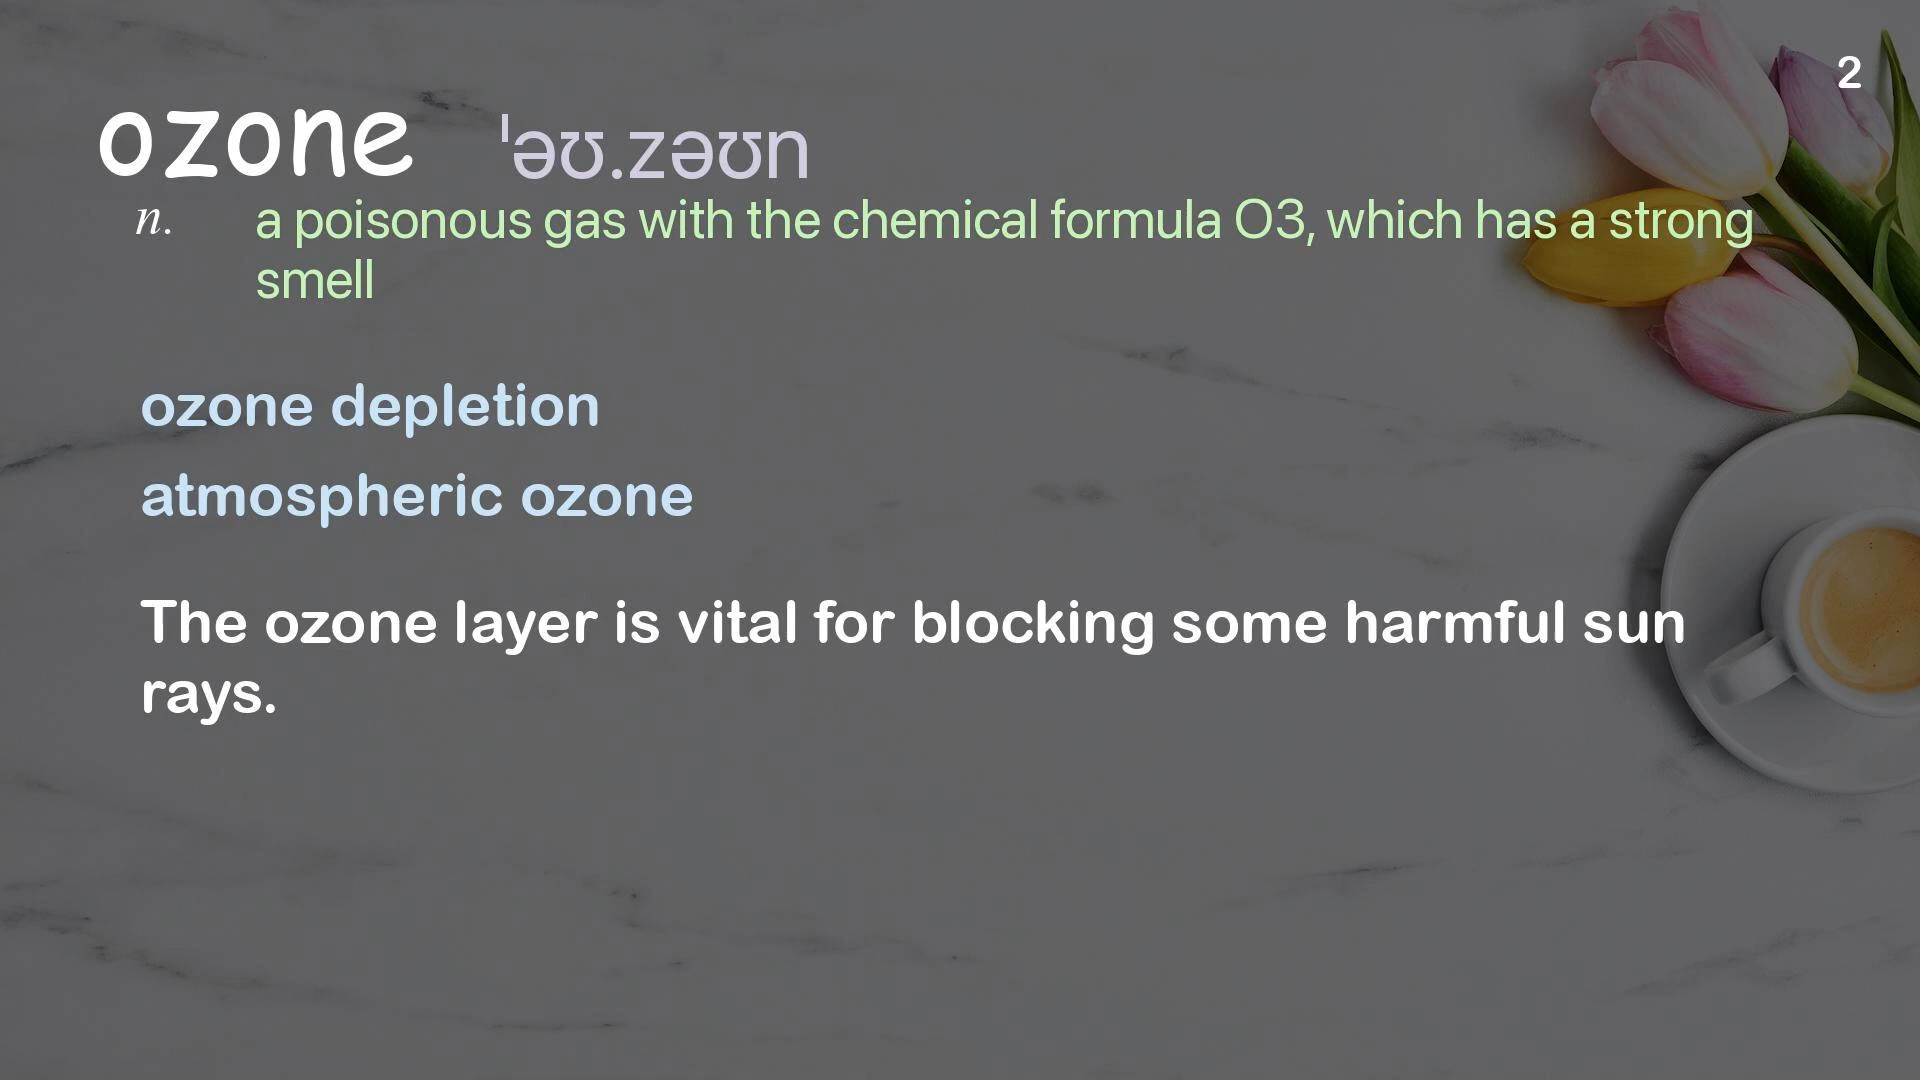 2
ozone ˈəʊ.zəʊn
n. a poisonous gas with the chemical formula O3, which has a strong
smell
ozone depletion
atmospheric ozone
The ozone layer is vital for blocking some harmful sun
rays.